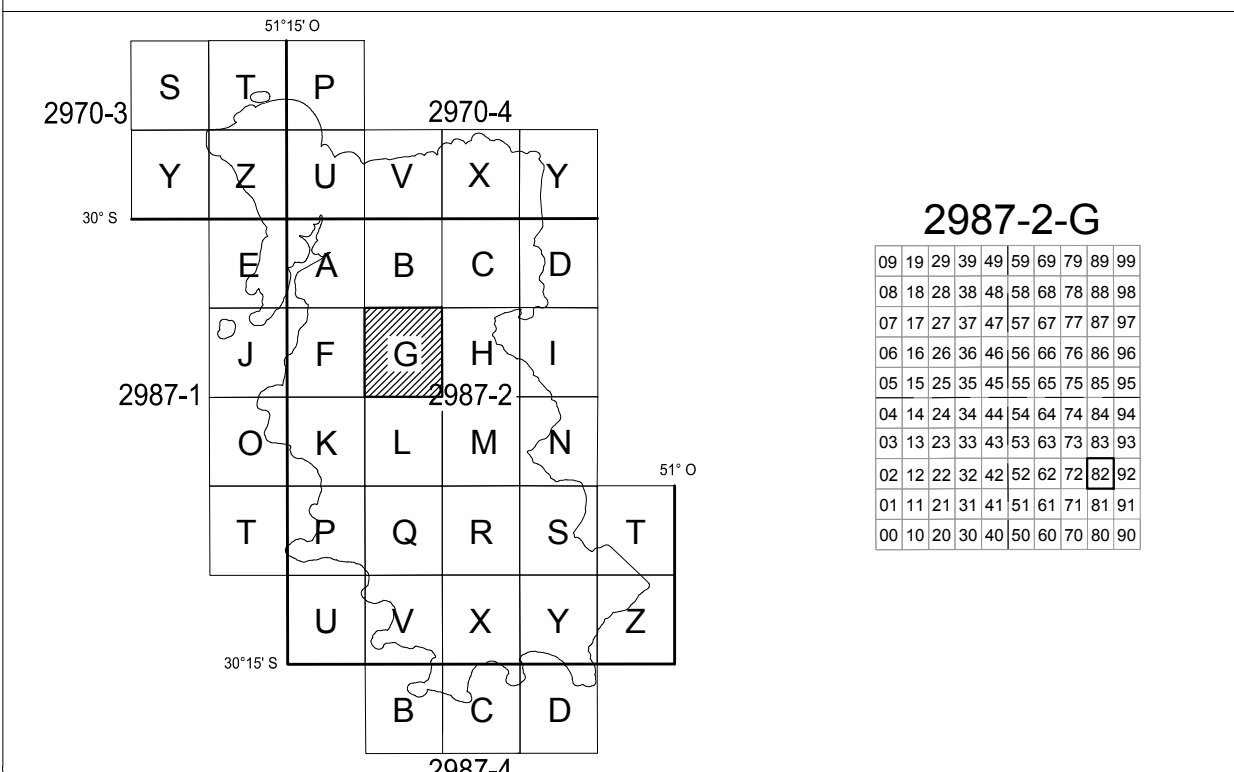 51°15' O
S T P
2970-3
2970-4
Y Z U V X Y
30° S
E A B C D
J F G H I
2987-1
2987-2
O K L M N
51° O
T P Q R S T
U V X Y Z
30°15' S
B C D
2987-4
2987-2-G
09 19 29 39 49 59 69 79 89 99
08 18 28 38 48 58 68 78 88 98
07 17 27 37 47 57 67 77 87 97
06 16 26 36 46 56 66 76 86 96
05 15 25 35 45 55 65 75 85 95
04 14 24 34 44 54 64 74 84 94
03 13 23 33 43 53 63 73 83 93
02 12 22 32 42 52 62 72 82 92
01 11 21 31 41 51 61 71 81 91
00 10 20 30 40 50 60 70 80 90